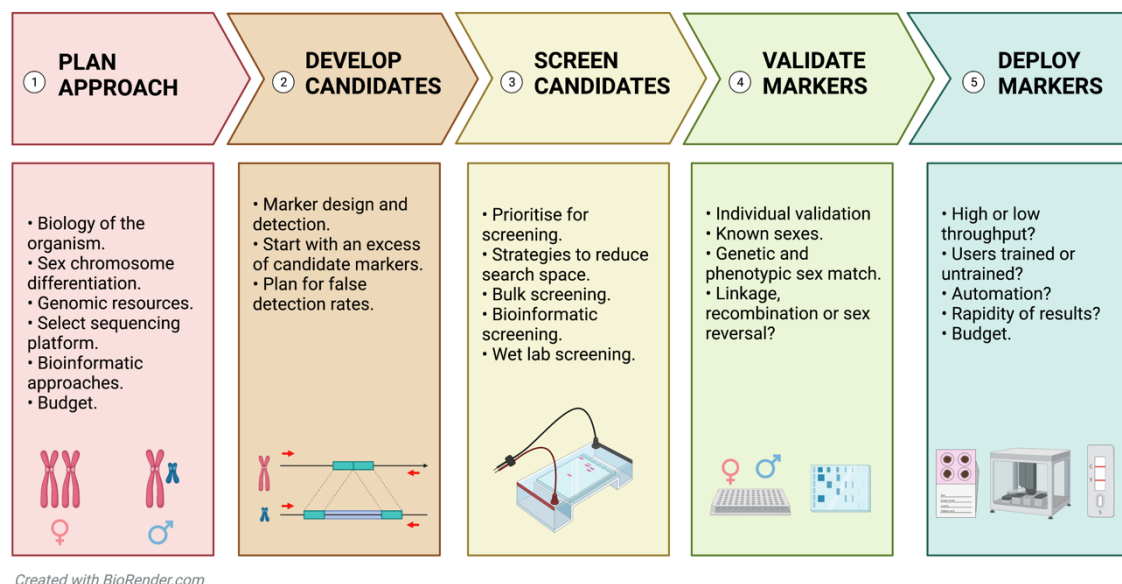 1 PLAN
APPROACH
2 DEVELOP
CANDIDATES
3 SCREEN
CANDIDATES
4 VALIDATE
MARKERS
5 DEPLOY
MARKERS
• Biology of the
organism.
• Sex chromosome
differentiation.
• Genomic resources.
• Select sequencing
platform.
• Bioinformatic
approaches.
• Budget.
• Marker design and
detection.
• Start with an excess
of candidate markers.
• Plan for false
detection rates.
• Prioritise for
screening.
• Strategies to reduce
search space.
• Bulk screening.
• Bioinformatic
screening.
• Wet lab screening.
• Individual validation
• Known sexes.
• Genetic and
phenotypic sex match.
• Linkage,
recombination or sex
reversal?
• High or low
throughput?
• Users trained or
untrained?
• Automation?
• Rapidity of results?
• Budget.
Created with BioRender.com